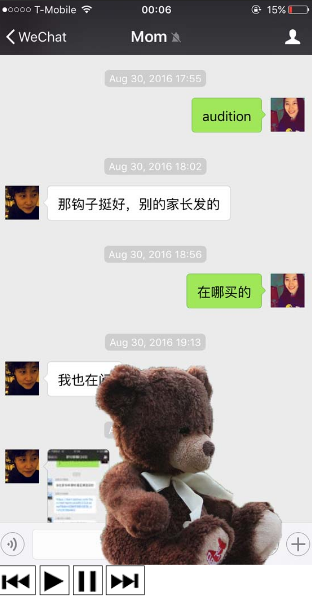 T-Mobile 00:06 15%
WeChat Mom
Aug 30, 2016 17:55
audition
Aug 30, 2016 18:02
那钩子挺好，别的家长发的
Aug 30, 2016 18:56
在哪买的
Aug 30, 2016 19:13
我也在问